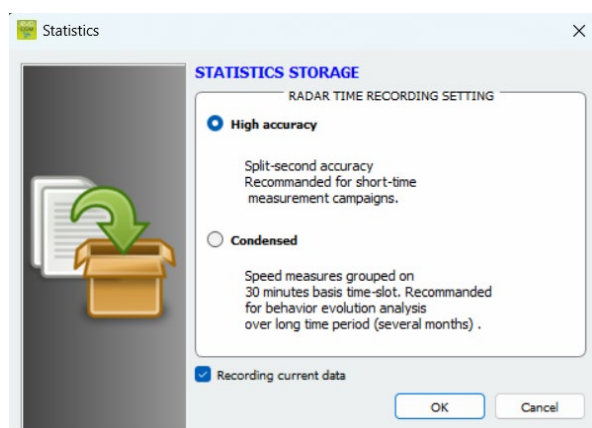 Statistics
STATISTICS STORAGE
RADAR TIME RECORDING SETTING
High accuracy
Split-second accuracy
Recommanded for short-time
measurement campaigns.
Condensed
Speed measures grouped on
30 minutes basis time-slot. Recommanded
for behavior evolution analysis
over long time period (several months) .
Recording current data
OK Cancel